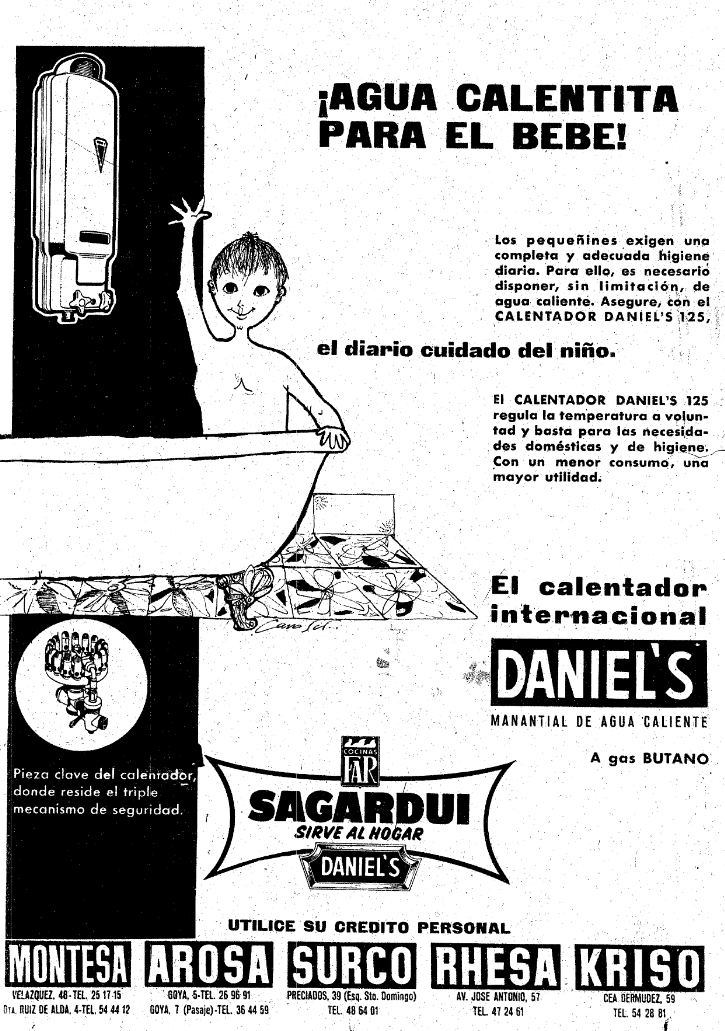 ¡AGUA CALENTITA
PARA EL BEBE!
Los pequeñines exigen una
completa y adecuada higiene
diaria. Para ello, es necesario
disponer, sin limitación, de
agua caliente. Asegure, con el
CALENTADOR DANIEL'S 125,
el diario cuidado del niño.
El CALENTADOR DANIEL'S 125
regula la temperatura a volun-
tad y basta para las necesida-
des domésticas y de higiene.
Con un menor consumo, una
mayor utilidad.
El calentador
internacional
DANIEL'S
MANANTIAL DE AGUA CALIENTE
A gas BUTANO
Pieza clave del calentador,
donde reside el triple
mecanismo de seguridad.
COCINAS
FAR
SAGARDUI
SIRVE AL HOGAR
DANIEL'S
UTILICE SU CREDITO PERSONAL
MONTESA
VELAZQUEZ, 48-TEL. 25 17 15
RUIZ DE ALDA, 4-TEL. 54 44 12
AROSA
GOYA, 5-TEL. 26 96 91
GOYA, 7 (Pasaje)-TEL. 36 44 59
SURCO
PRECIADOS, 39 (Esq. Sto. Domingo)
TEL. 48 64 01
RHESA
AV. JOSE ANTONIO, 57
TEL. 47 24 61
KRISO
CEA BERMUDEZ, 59
TEL. 54 28 81